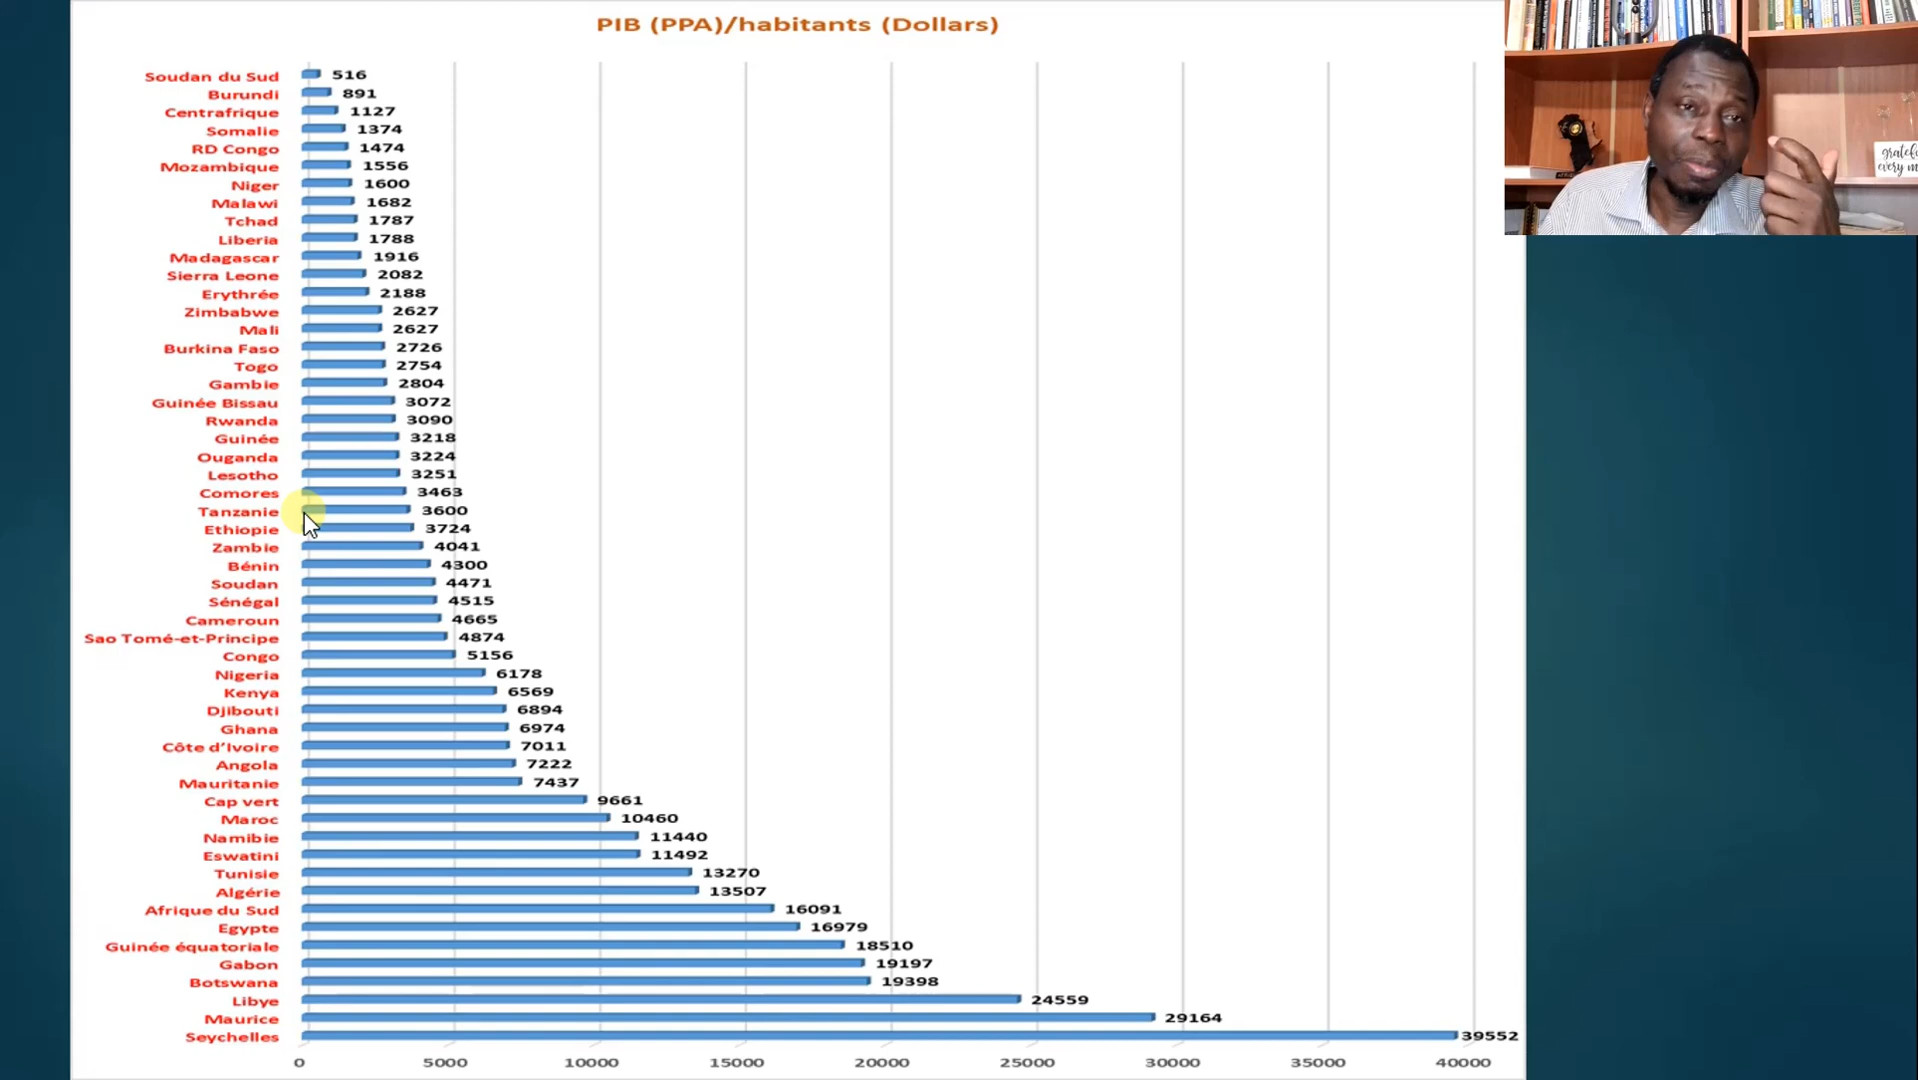 PIB (PPA)/habitants (Dollars)
Soudan du Sud 516
Burundi 891
Centrafrique 1127
Somalie 1374
RD Congo 1474
Mozambique 1556
Niger 1600
Malawi 1682
Tchad 1787
Liberia 1788
Madagascar 1916
Sierra Leone 2082
Erythrée 2188
Zimbabwe 2627
Mali 2627
Burkina Faso 2726
Togo 2754
Gambie 2804
Guinée Bissau 3072
Rwanda 3090
Guinée 3218
Ouganda 3224
Lesotho 3251
Comores 3463
Tanzanie 3600
Ethiopie 3724
Zambie 4041
Bénin 4300
Soudan 4471
Sénégal 4515
Cameroun 4665
Sao Tomé-et-Principe 4874
Congo 5156
Nigeria 6178
Kenya 6569
Djibouti 6894
Ghana 6974
Côte d'Ivoire 7011
Angola 7222
Mauritanie 7437
Cap vert 9661
Maroc 10460
Namibie 11440
Eswatini 11492
Tunisie 13270
Algérie 13507
Afrique du Sud 16091
Egypte 16979
Guinée équatoriale 18510
Gabon 19197
Botswana 19398
Libye 24559
Maurice 29164
Seychelles 39552
0 5000 10000 15000 20000 25000 30000 35000 40000
every